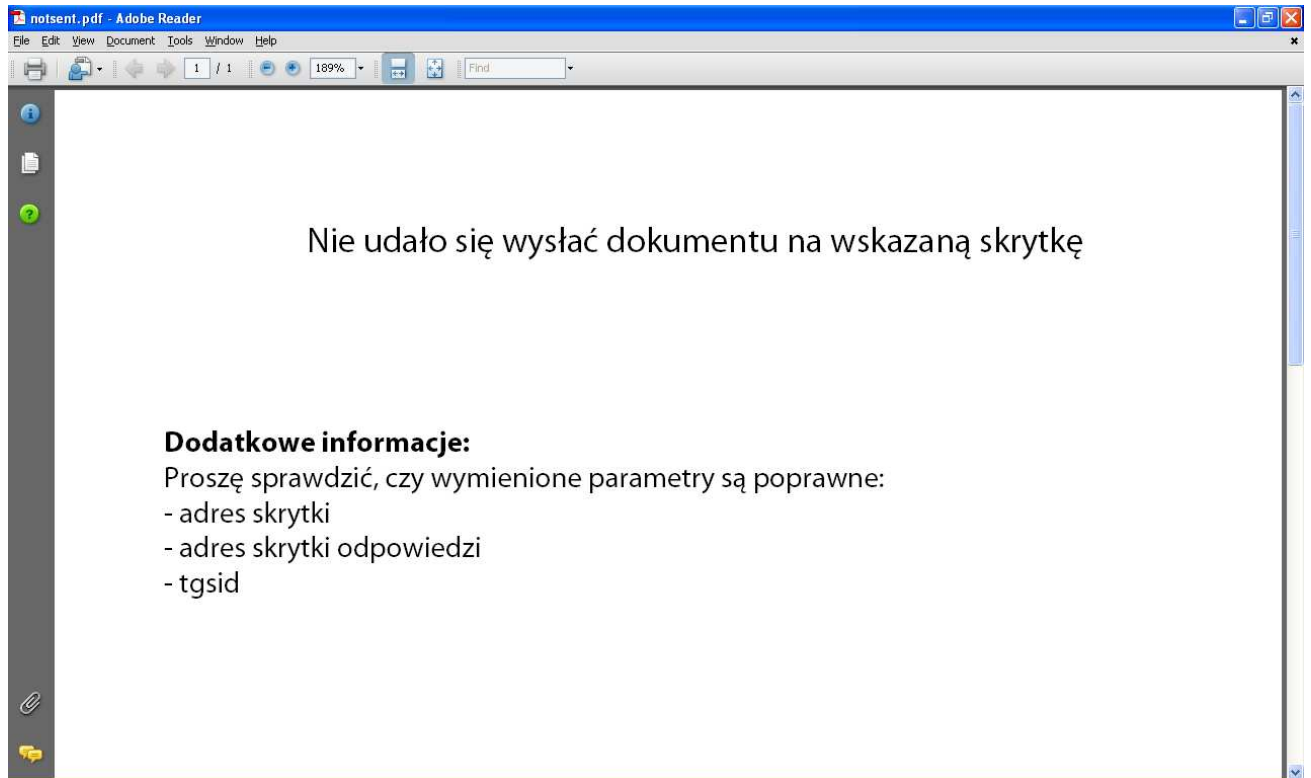 notsent.pdf - Adobe Reader
File Edit View Document Tools Window Help
1 / 1 189% Find
Nie udało się wysłać dokumentu na wskazaną skrytkę
Dodatkowe informacje:
Proszę sprawdzić, czy wymienione parametry są poprawne:
- adres skrytki
- adres skrytki odpowiedzi
- tgsid